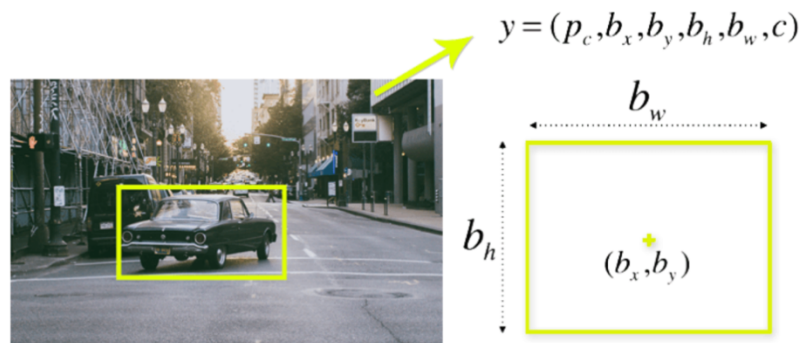 y = (p_c, b_x, b_y, b_h, b_w, c)
b_w
b_h
(b_x, b_y)